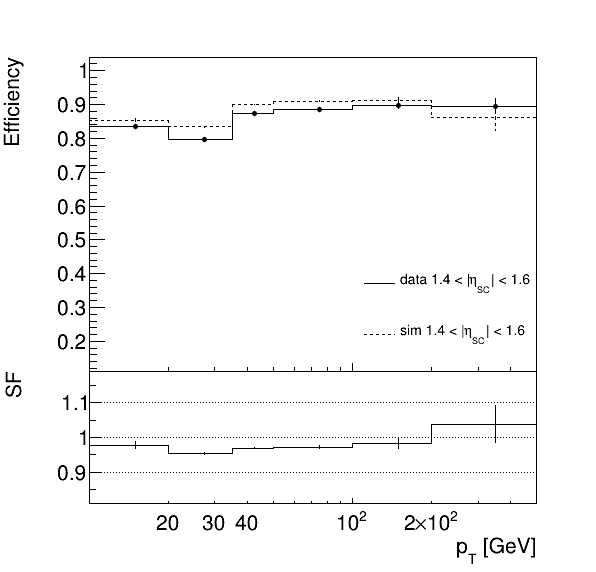 Efficiency
1
0.9
0.8
0.7
0.6
0.5
0.4
0.3
0.2
data 1.4 < |η_SC| < 1.6
sim 1.4 < |η_SC| < 1.6
SF
1.1
1
0.9
20 30 40 10² 2×10²
p_T [GeV]